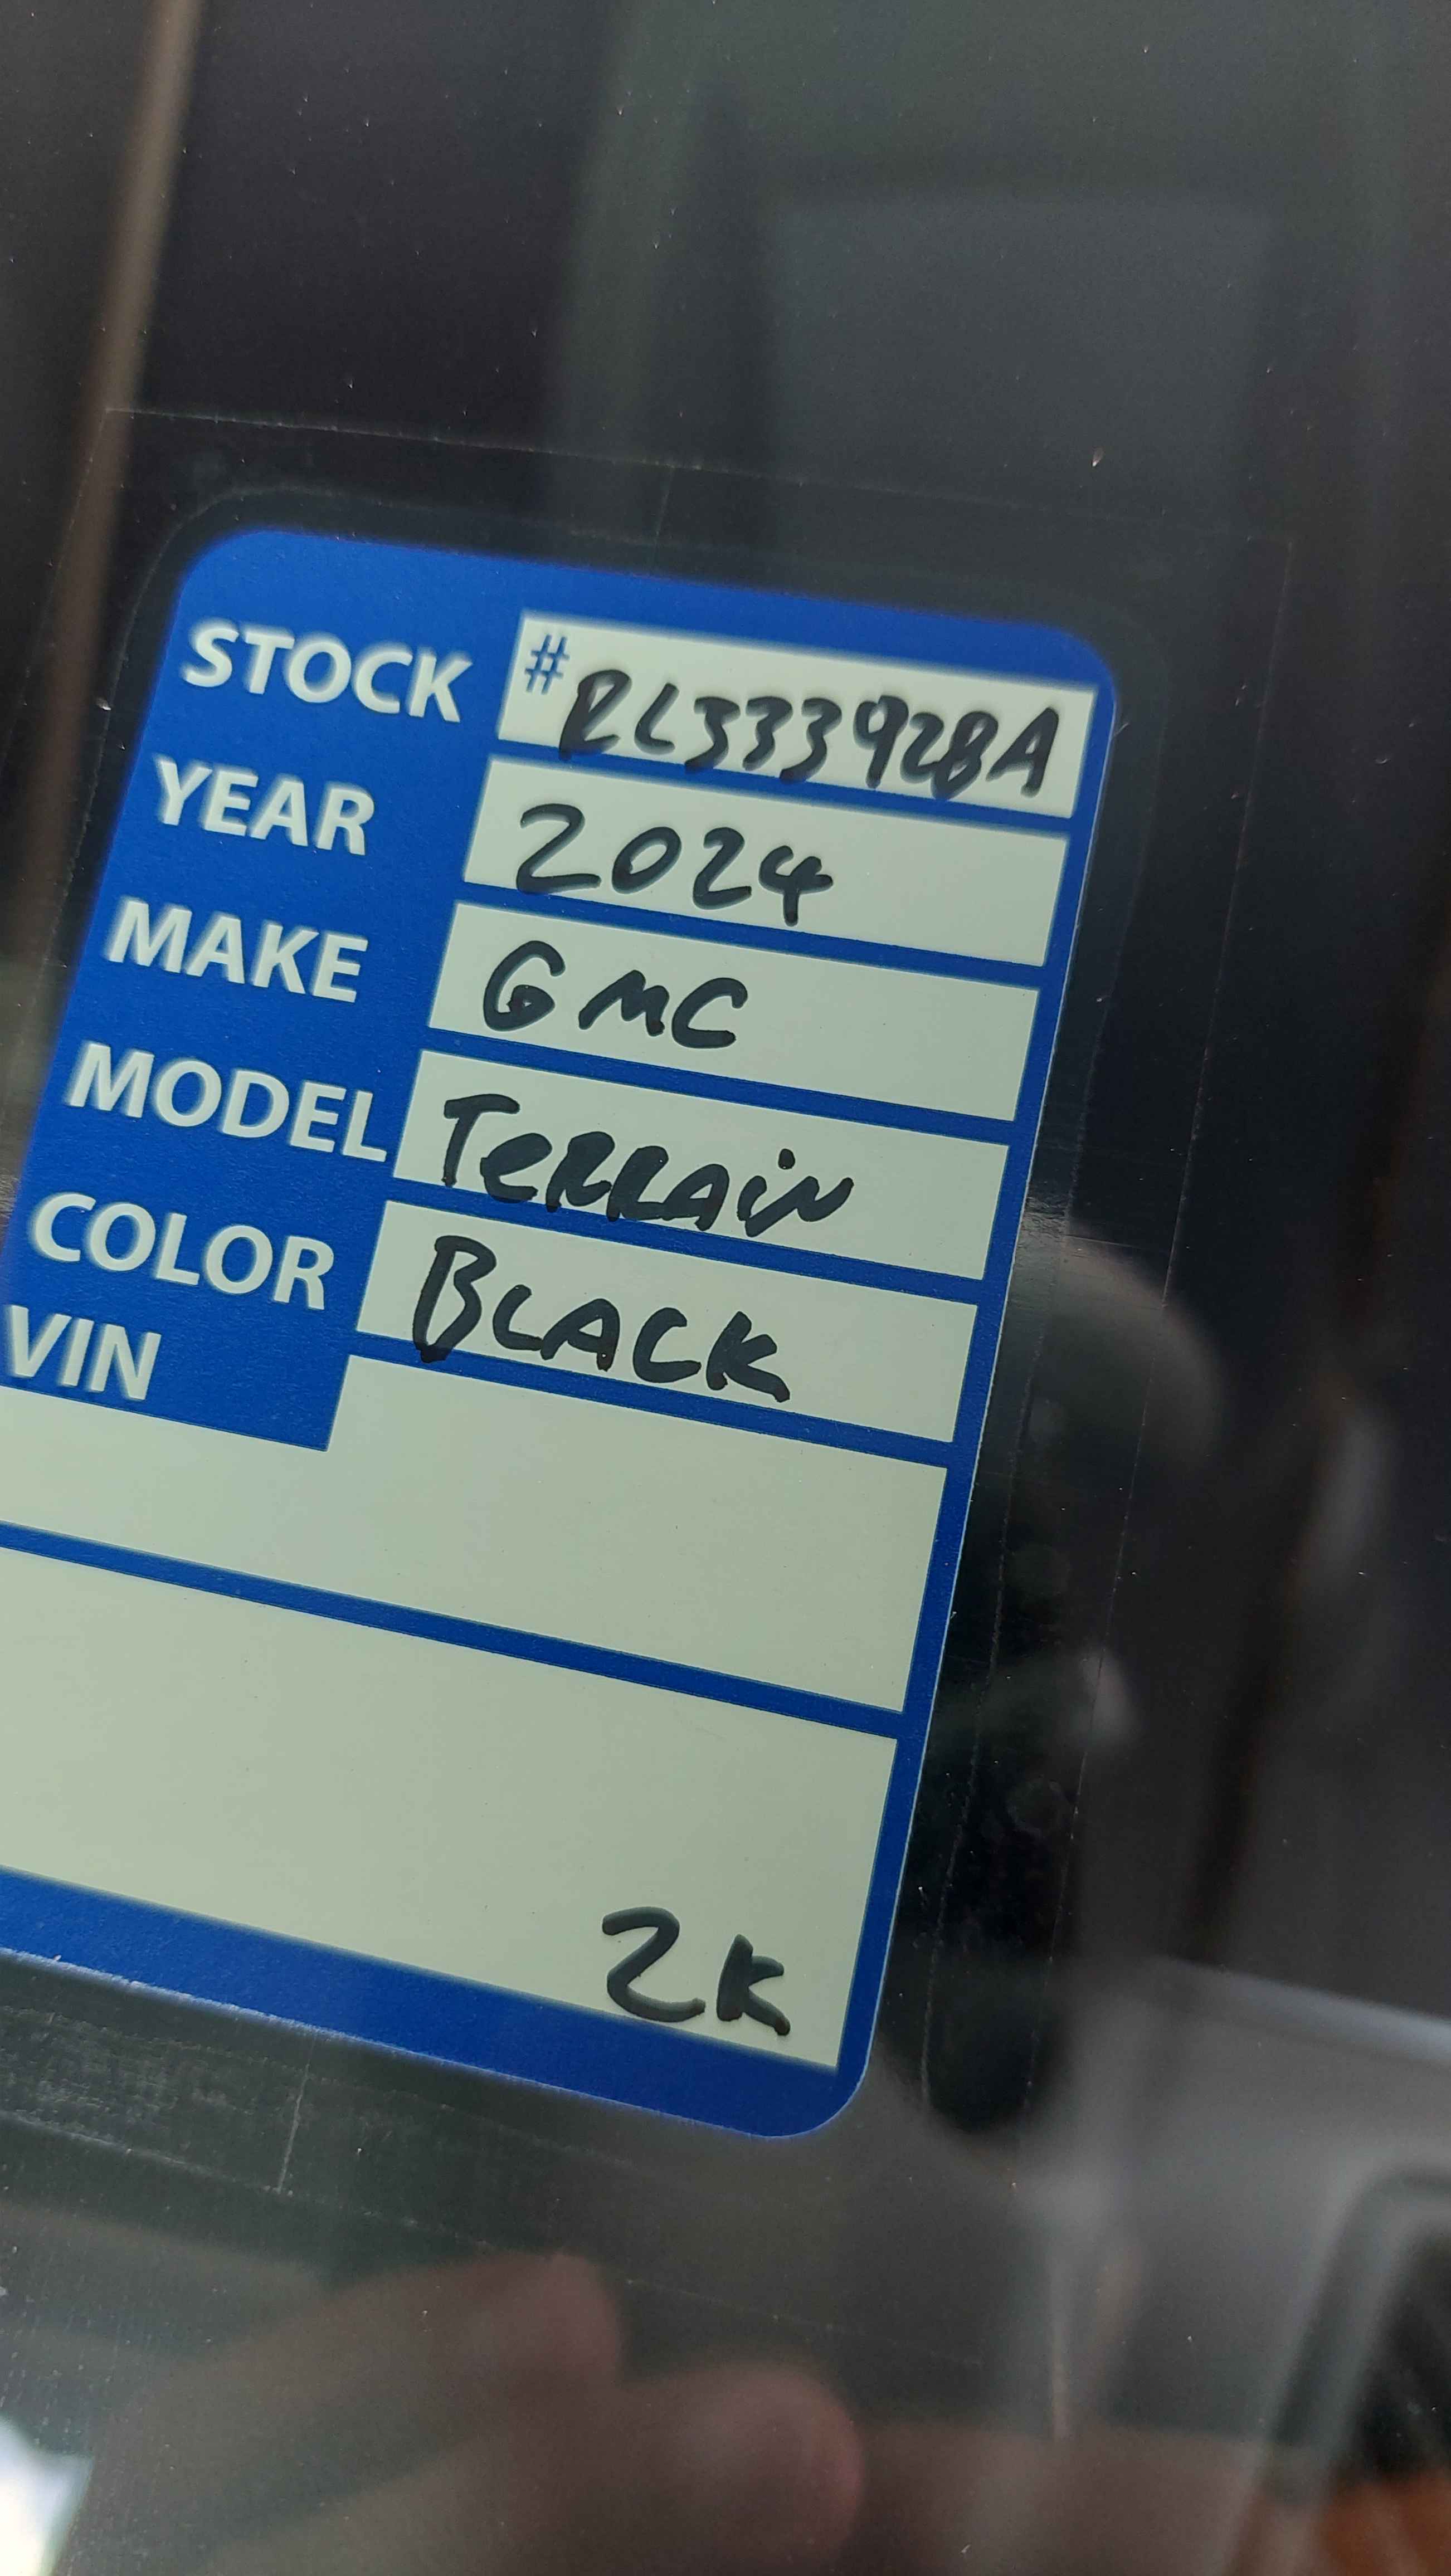 STOCK #RL333928A
YEAR 2024
MAKE GMC
MODEL TeRRAiN
COLOR BLACK
VIN
2K